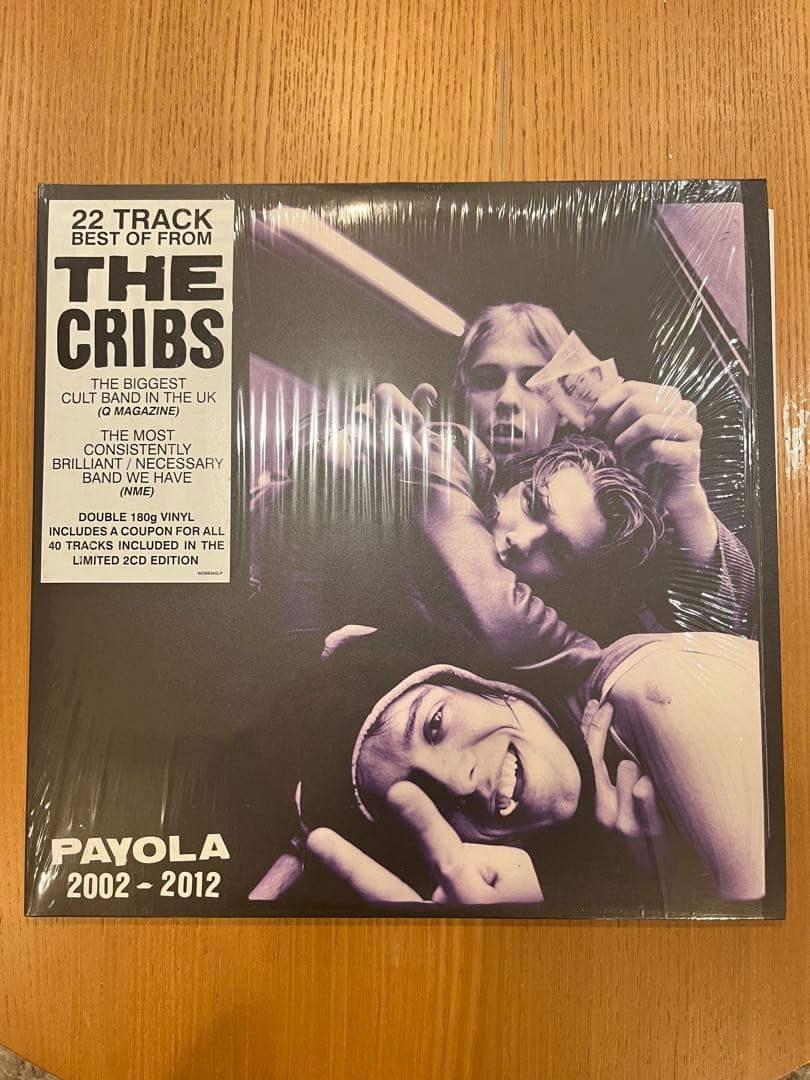 22 TRACK
BEST OF FROM
THE
CRIBS
THE BIGGEST
CULT BAND IN THE UK
(Q MAGAZINE)
THE MOST
CONSISTENTLY
BRILLIANT / NECESSARY
BAND WE HAVE
(NME)
DOUBLE 180g VINYL
INCLUDES A COUPON FOR ALL
40 TRACKS INCLUDED IN THE
LIMITED 2CD EDITION
PAYOLA
2002 - 2012